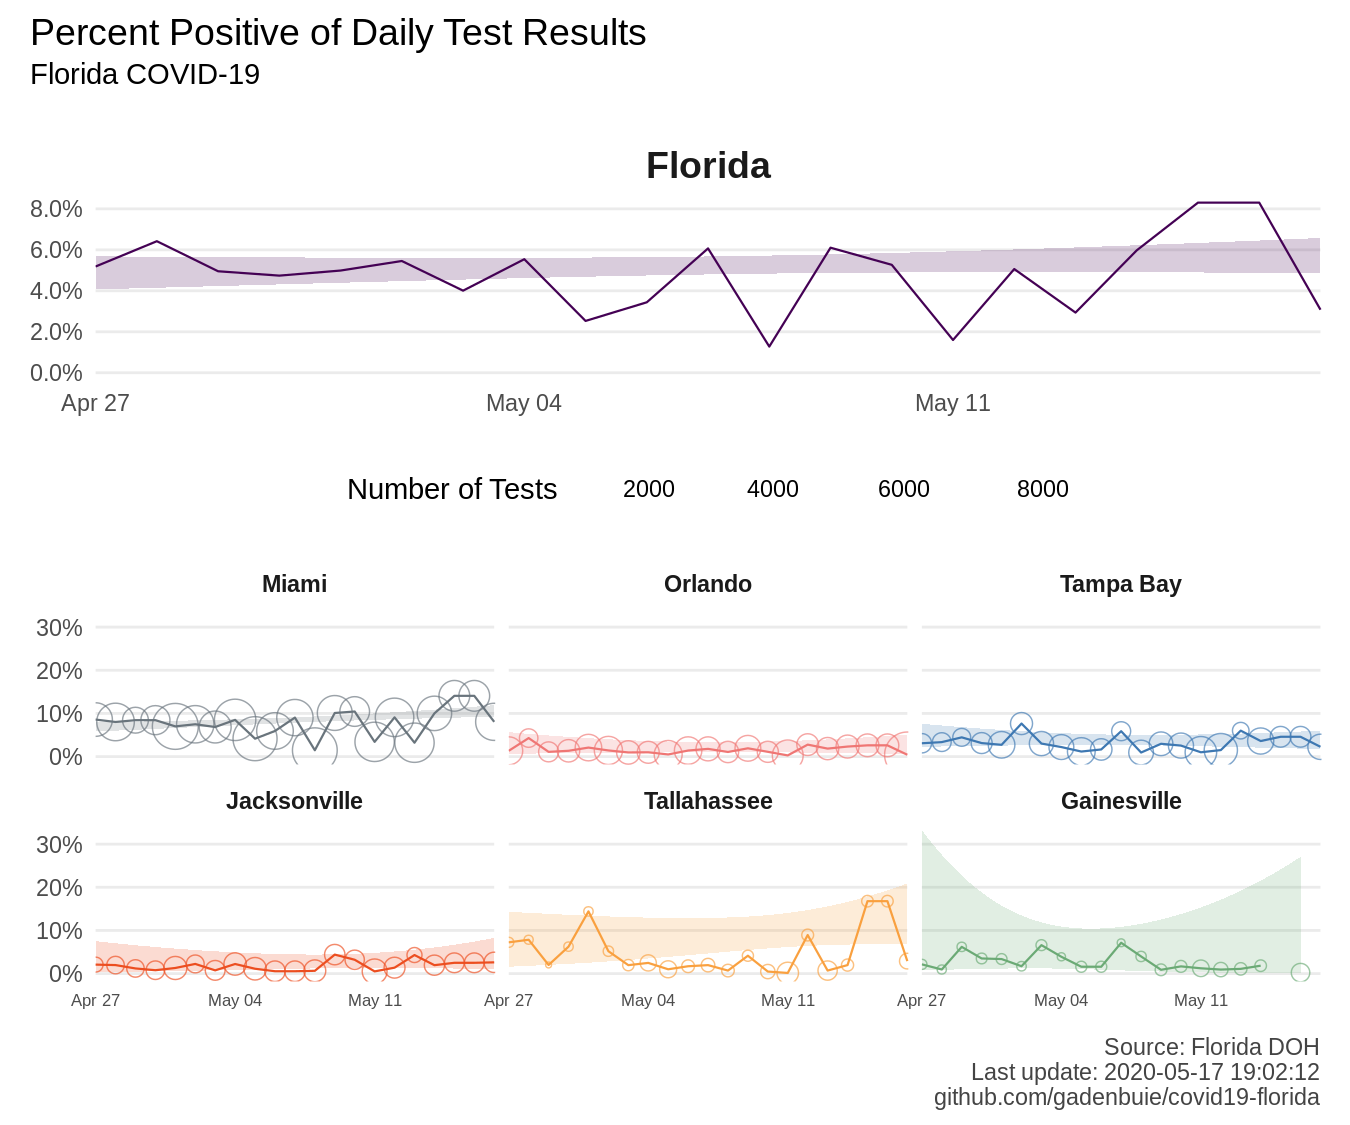 Percent Positive of Daily Test Results
Florida COVID-19
Florida
8.0%
6.0%
4.0%
2.0%
0.0%
Apr 27 May 04 May 11
Number of Tests 2000 4000 6000 8000
Miami Orlando Tampa Bay
30%
20%
10%
0%
Jacksonville Tallahassee Gainesville
30%
20%
10%
0%
Apr 27 May 04 May 11 Apr 27 May 04 May 11 Apr 27 May 04 May 11
Source: Florida DOH
Last update: 2020-05-17 19:02:12
github.com/gadenbuie/covid19-florida